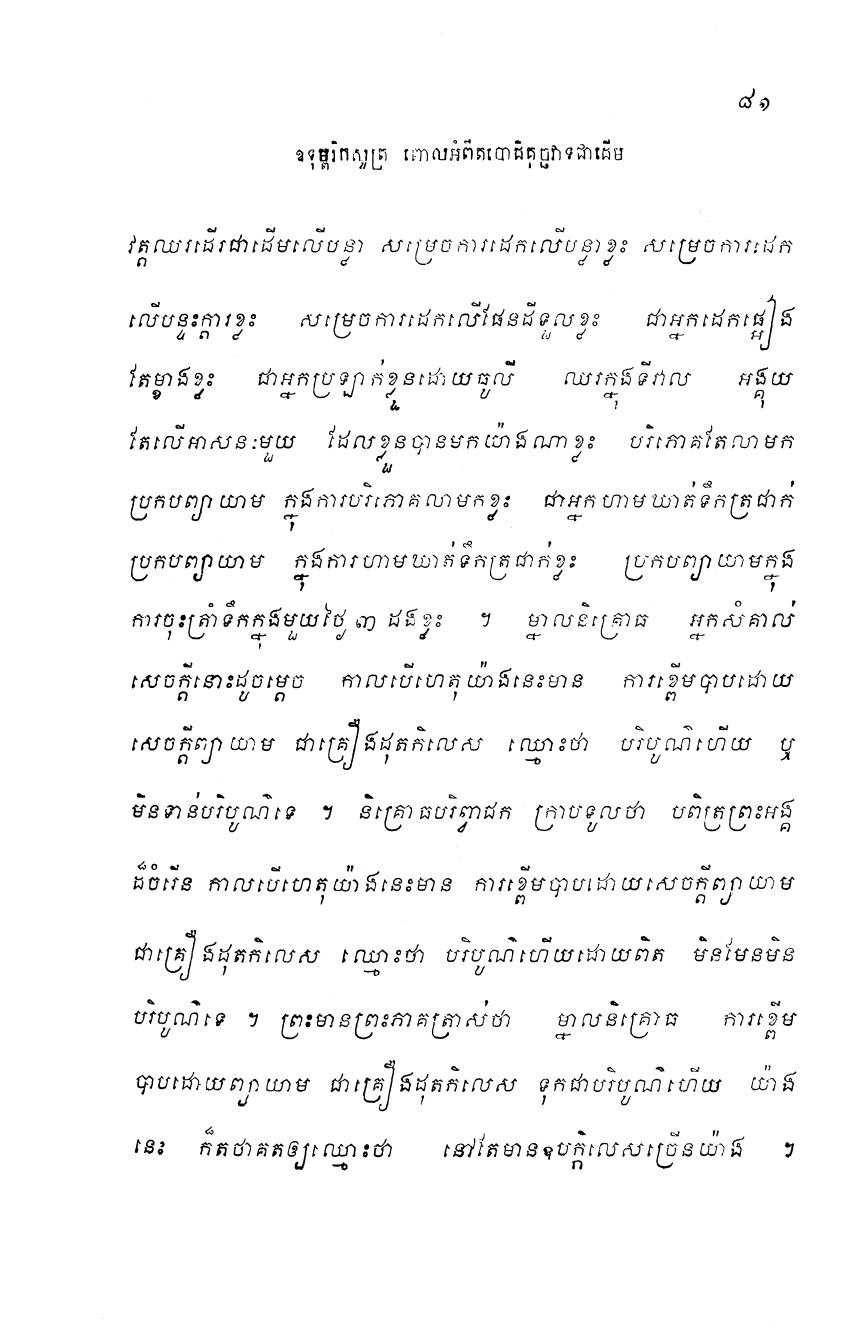 ៨១
ឧទុម្ពរិកសូត្រ ពោលអំពីតបោជិគុច្ឆវាទជាដើម
វត្តឈរដើរជាដើមលើបន្លា សម្រេចការដេកលើបន្លាខ្លះ សម្រេចការដេក
លើបន្ទះក្តារខ្លះ សម្រេចការដេកលើផែនដីទួលខ្លះ ជាអ្នកដេកផ្អៀង
តែម្ខាងខ្លះ ជាអ្នកប្រឡាក់ខ្លួនដោយធូលី ឈរក្នុងទីវាល អង្គុយ
តែលើអាសនៈមួយ ដែលខ្លួនបានមកយ៉ាងណាខ្លះ បរិភោគតែលាមក
ប្រកបព្យាយាម ក្នុងការបរិភោគលាមកខ្លះ ជាអ្នកហាមឃាត់ទឹកត្រជាក់
ប្រកបព្យាយាម ក្នុងការហាមឃាត់ទឹកត្រជាក់ខ្លះ ប្រកបព្យាយាមក្នុង
ការចុះត្រាំទឹកក្នុងមួយថ្ងៃ ៣ ដងខ្លះ ។ ម្នាលនិគ្រោធ អ្នកសំគាល់
សេចក្តីនោះដូចម្តេច កាលបើហេតុយ៉ាងនេះមាន ការខ្ពើមបាបដោយ
សេចក្តីព្យាយាម ជាគ្រឿងដុតកិលេស ឈ្មោះថា បរិបូណ៌ហើយ ឬ
មិនទាន់បរិបូណ៌ទេ ។ និគ្រោធបរិព្វាជក ក្រាបទូលថា បពិត្រព្រះអង្គ
ដ៏ចំរើន កាលបើហេតុយ៉ាងនេះមាន ការខ្ពើមបាបដោយសេចក្តីព្យាយាម
ជាគ្រឿងដុតកិលេស ឈ្មោះថា បរិបូណ៌ហើយដោយពិត មិនមែនមិន
បរិបូណ៌ទេ ។ ព្រះមានព្រះភាគត្រាស់ថា ម្នាលនិគ្រោធ ការខ្ពើម
បាបដោយព្យាយាម ជាគ្រឿងដុតកិលេស ទុកជាបរិបូណ៌ហើយ យ៉ាង
នេះ ក៏តថាគតឲ្យឈ្មោះថា នៅតែមានឧបក្តិលេសច្រើនយ៉ាង ។